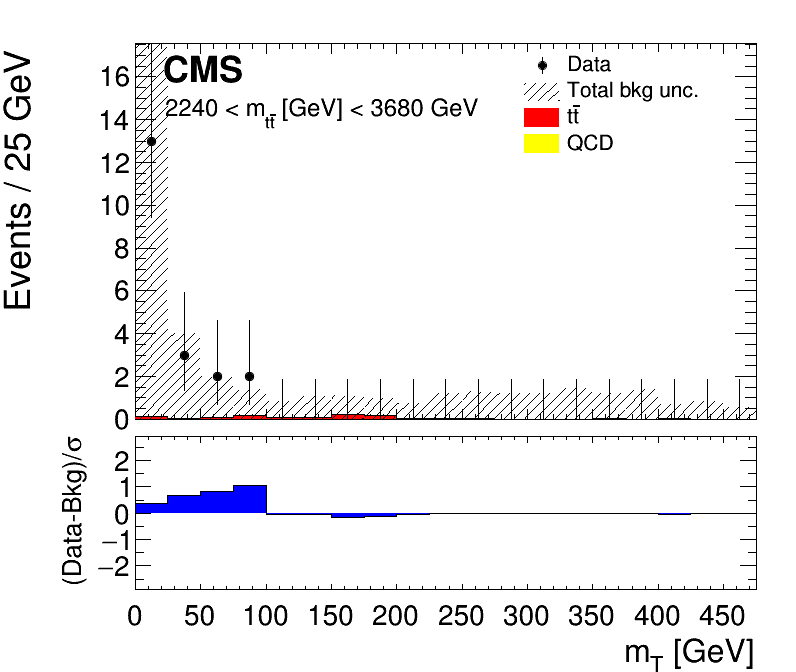 Events / 25 GeV
CMS
2240 < m_tt̄ [GeV] < 3680 GeV
Data
Total bkg unc.
tt̄
QCD
16
14
12
10
8
6
4
2
0
(Data-Bkg)/σ
2
1
0
−1
−2
0 50 100 150 200 250 300 350 400 450
m_T [GeV]